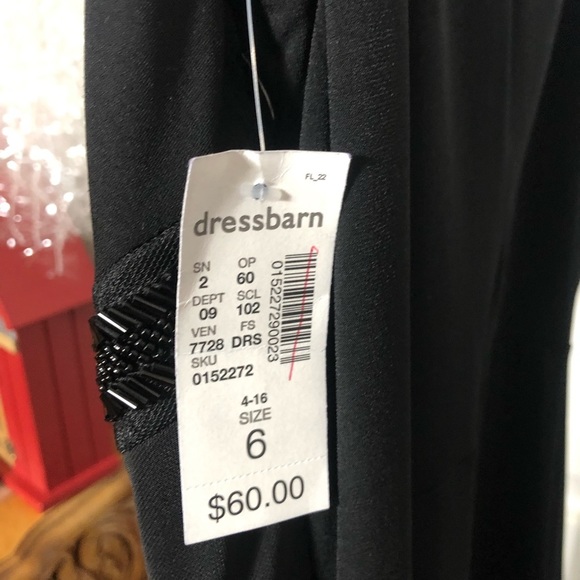 FL_22
dressbarn
SN OP
2 60
DEPT SCL
09 102
VEN FS
7728 DRS
SKU
0152272
015227290023
4-16
SIZE
6
$60.00